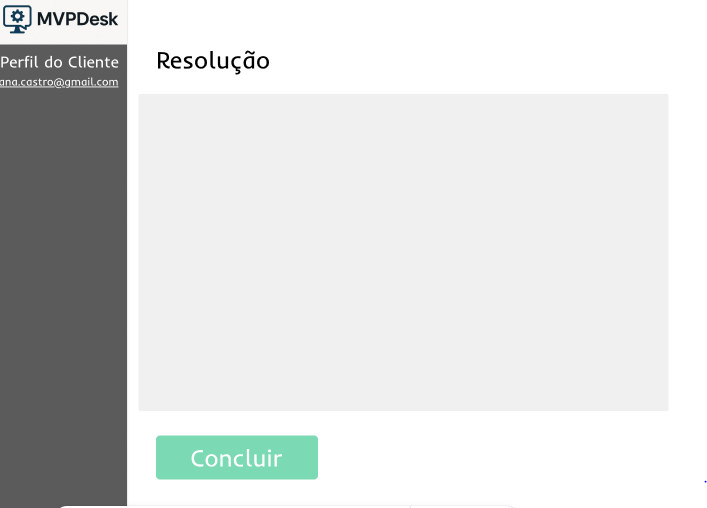 MVPDesk
Perfil do Cliente
ana.castro@gmail.com
Resolução
Concluir
.